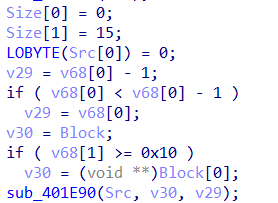 Size[0] = 0;
Size[1] = 15;
LOBYTE(Src[0]) = 0;
v29 = v68[0] - 1;
if ( v68[0] < v68[0] - 1 )
  v29 = v68[0];
v30 = Block;
if ( v68[1] >= 0x10 )
  v30 = (void **)Block[0];
sub_401E90(Src, v30, v29);